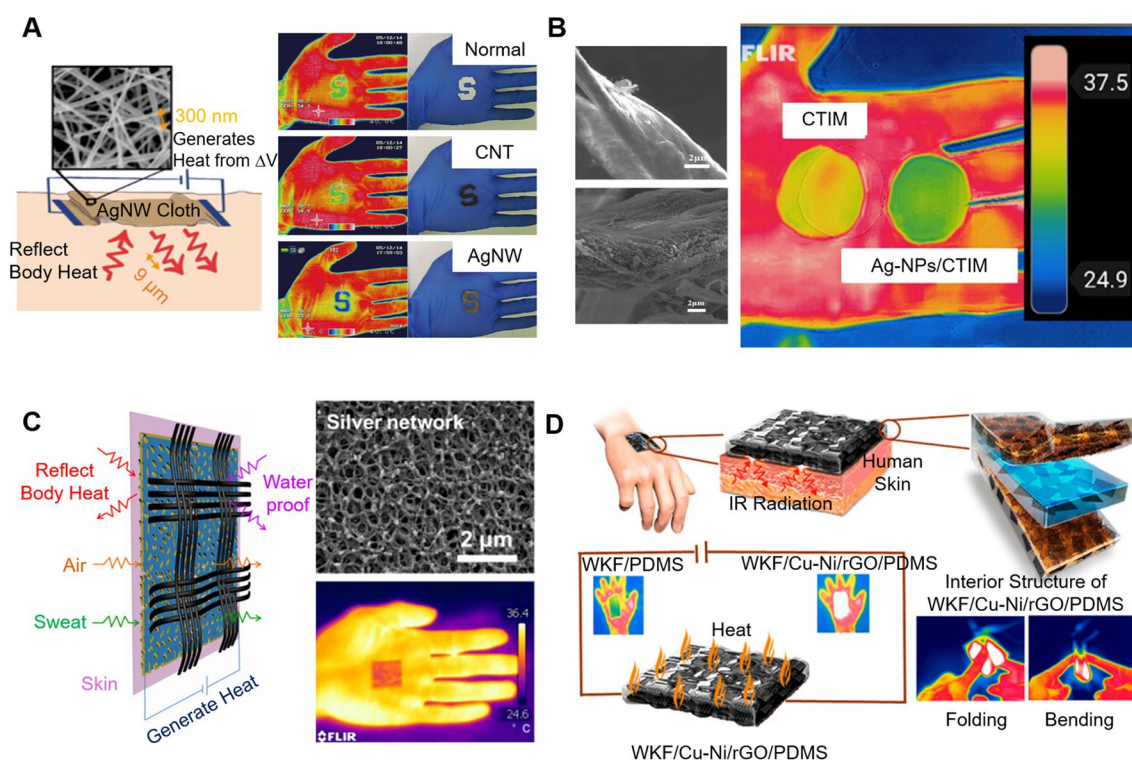 A
300 nm
Generates
Heat from ΔV
AgNW Cloth
Reflect
Body Heat
9 μm
Normal
CNT
AgNW
B
2μm
2μm
FLIR
CTIM
Ag-NPs/CTIM
37.5
24.9
C
Reflect
Body Heat
Water
proof
Air
Sweat
Skin
Generate Heat
Silver network
2 μm
36.4
24.6
° C
FLIR
D
Human
Skin
IR Radiation
WKF/PDMS
WKF/Cu-Ni/rGO/PDMS
Heat
WKF/Cu-Ni/rGO/PDMS
Interior Structure of
WKF/Cu-Ni/rGO/PDMS
Folding
Bending